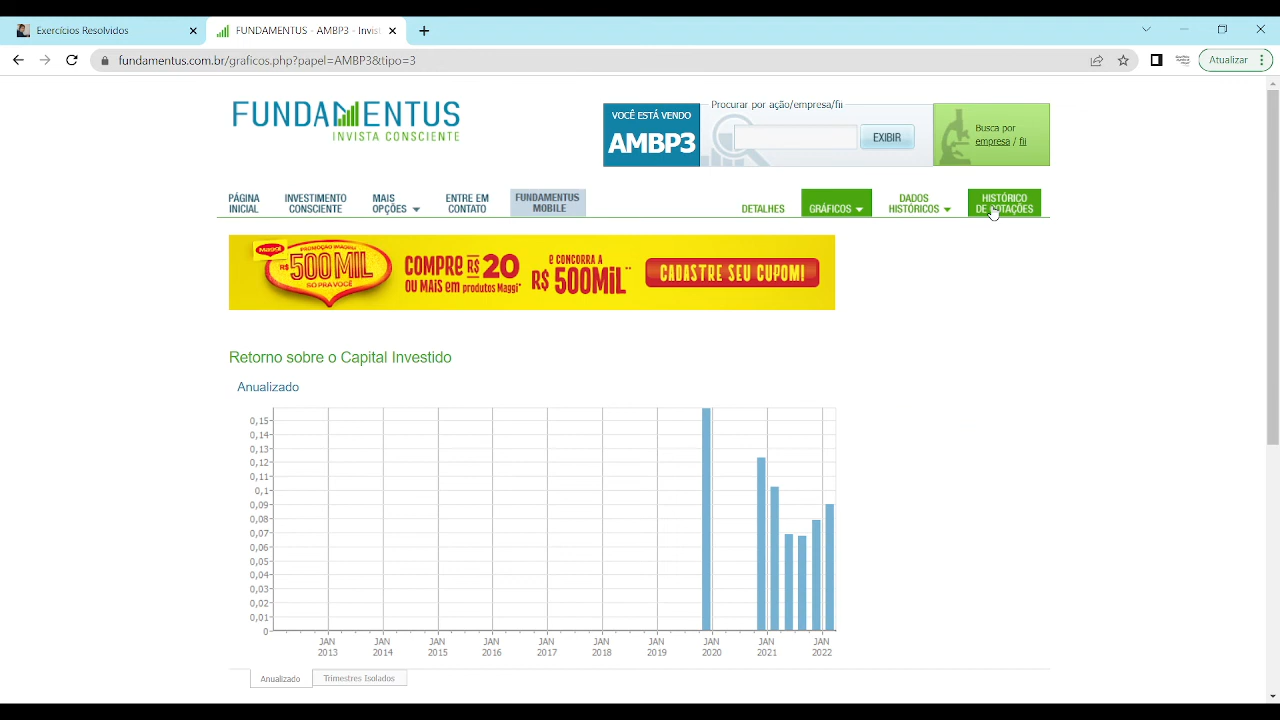 Exercícios Resolvidos
FUNDAMENTUS - AMBP3 - Invist
fundamentus.com.br/graficos.php?papel=AMBP3&tipo=3
Atualizar
FUNDAMENTUS
INVISTA CONSCIENTE
VOCÊ ESTÁ VENDO
AMBP3
Procurar por ação/empresa/fii
EXIBIR
Busca por
empresa / fii
PÁGINA
INICIAL
INVESTIMENTO
CONSCIENTE
MAIS
OPÇÕES
ENTRE EM
CONTATO
FUNDAMENTUS
MOBILE
DETALHES
GRÁFICOS
DADOS
HISTÓRICOS
HISTÓRICO
DE COTAÇÕES
Maggi
R$ 500 MIL
SÓ PRA VOCÊ
COMPRE R$ 20
OU MAIS em produtos Maggi*
E CONCORRA A
R$ 500MIL**
CADASTRE SEU CUPOM!
Retorno sobre o Capital Investido
Anualizado
0,15
0,14
0,13
0,12
0,11
0,1
0,09
0,08
0,07
0,06
0,05
0,04
0,03
0,02
0,01
0
JAN 2013
JAN 2014
JAN 2015
JAN 2016
JAN 2017
JAN 2018
JAN 2019
JAN 2020
JAN 2021
JAN 2022
Anualizado
Trimestres Isolados